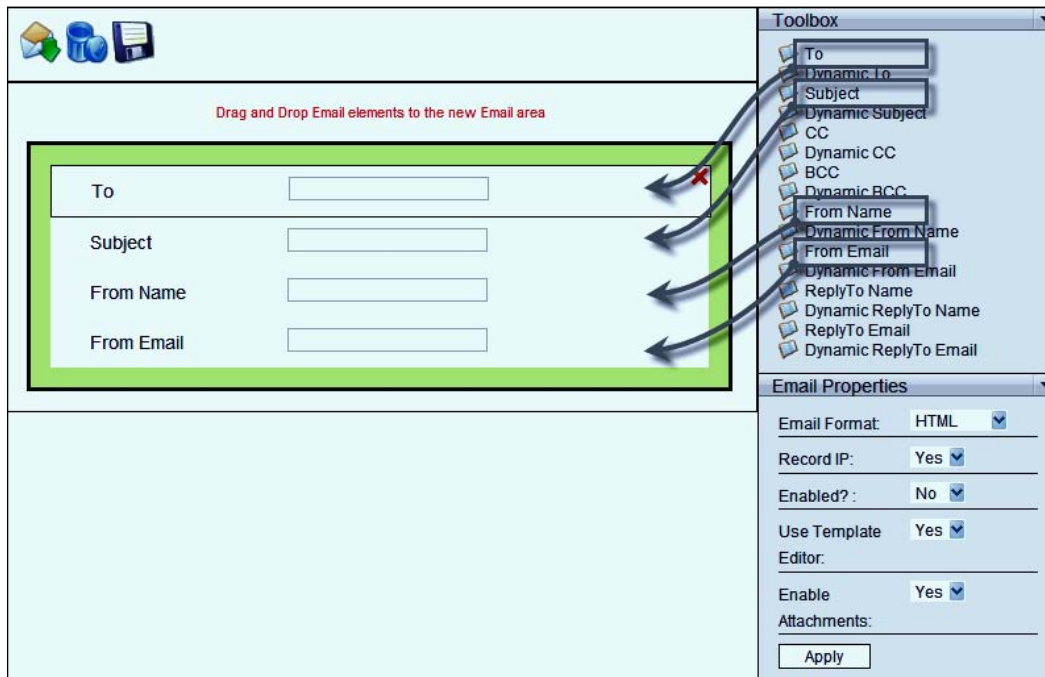 Drag and Drop Email elements to the new Email area
To
Subject
From Name
From Email
Toolbox
To
Dynamic To
Subject
Dynamic Subject
CC
Dynamic CC
BCC
Dynamic BCC
From Name
Dynamic From Name
From Email
Dynamic From Email
ReplyTo Name
Dynamic ReplyTo Name
ReplyTo Email
Dynamic ReplyTo Email
Email Properties
Email Format: HTML
Record IP: Yes
Enabled? : No
Use Template Yes
Editor:
Enable Yes
Attachments:
Apply